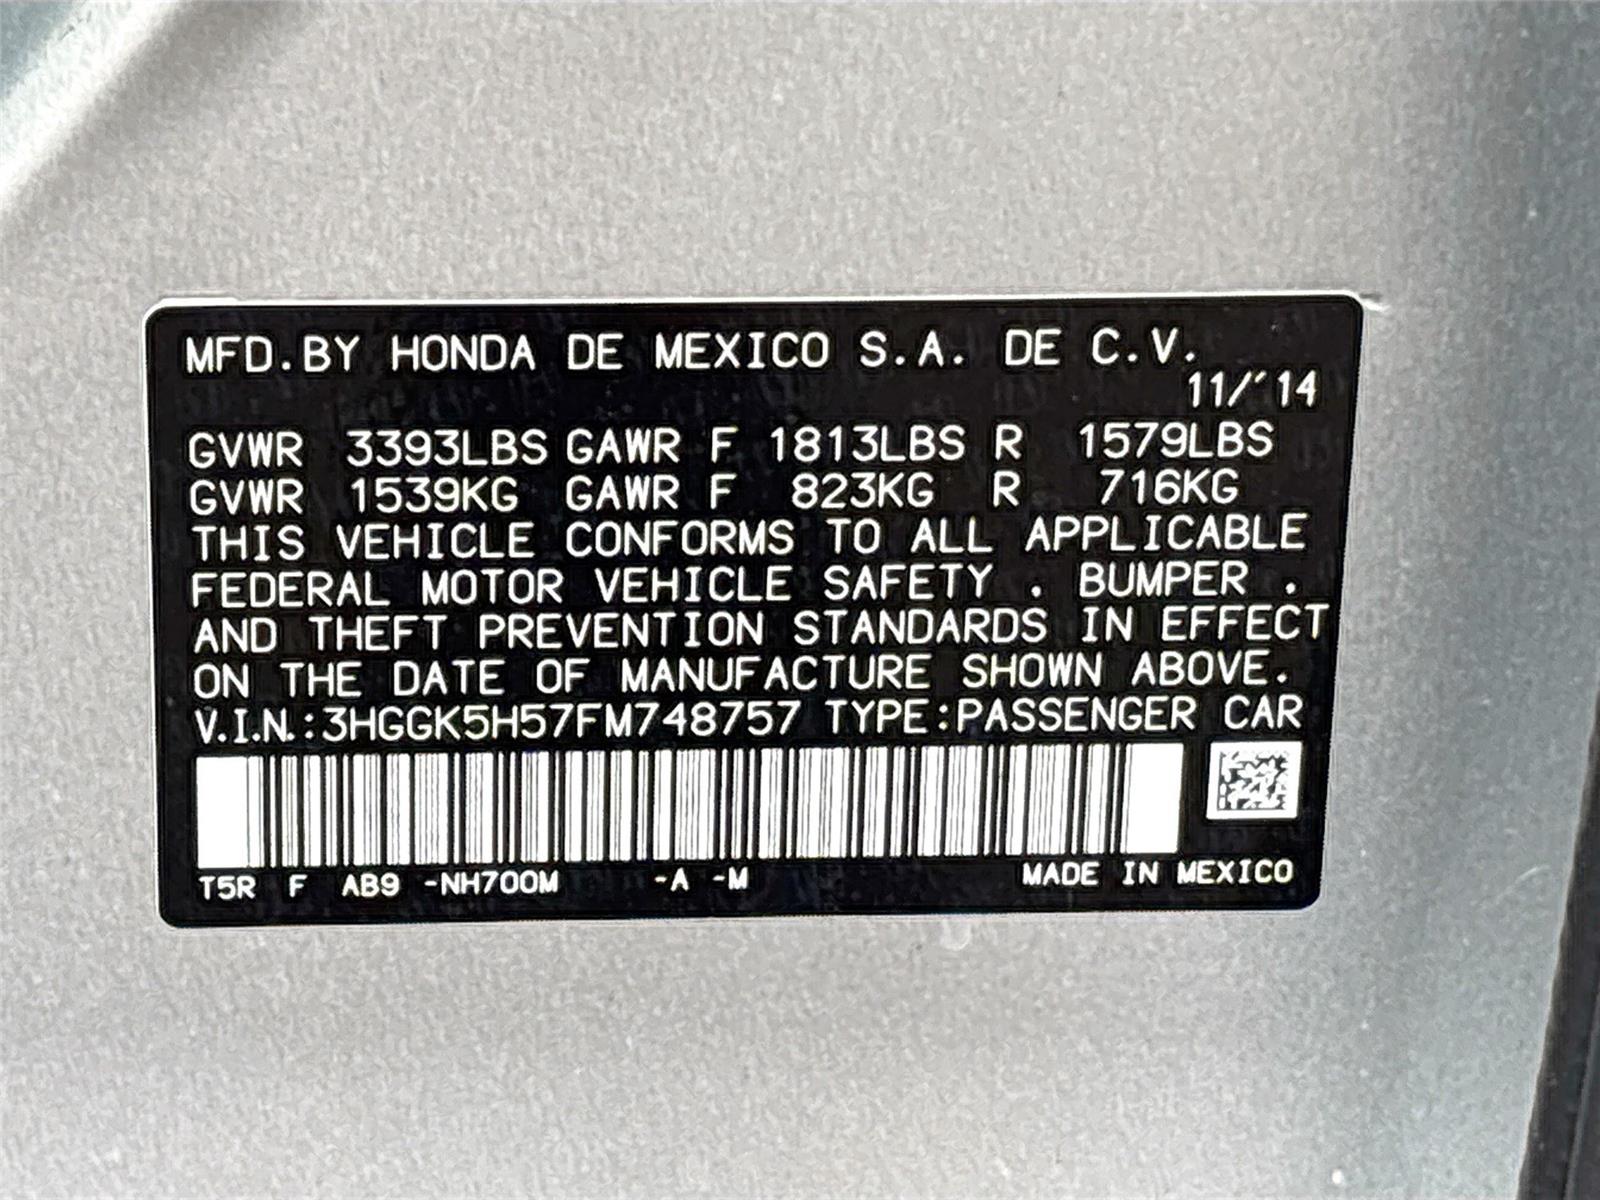 MFD.BY HONDA DE MEXICO S.A. DE C.V.
11/'14
GVWR 3393LBS GAWR F 1813LBS R 1579LBS
GVWR 1539KG GAWR F 823KG R 716KG
THIS VEHICLE CONFORMS TO ALL APPLICABLE
FEDERAL MOTOR VEHICLE SAFETY . BUMPER .
AND THEFT PREVENTION STANDARDS IN EFFECT
ON THE DATE OF MANUFACTURE SHOWN ABOVE.
V.I.N.:3HGGK5H57FM748757 TYPE:PASSENGER CAR
T5R F AB9 -NH700M -A -M MADE IN MEXICO